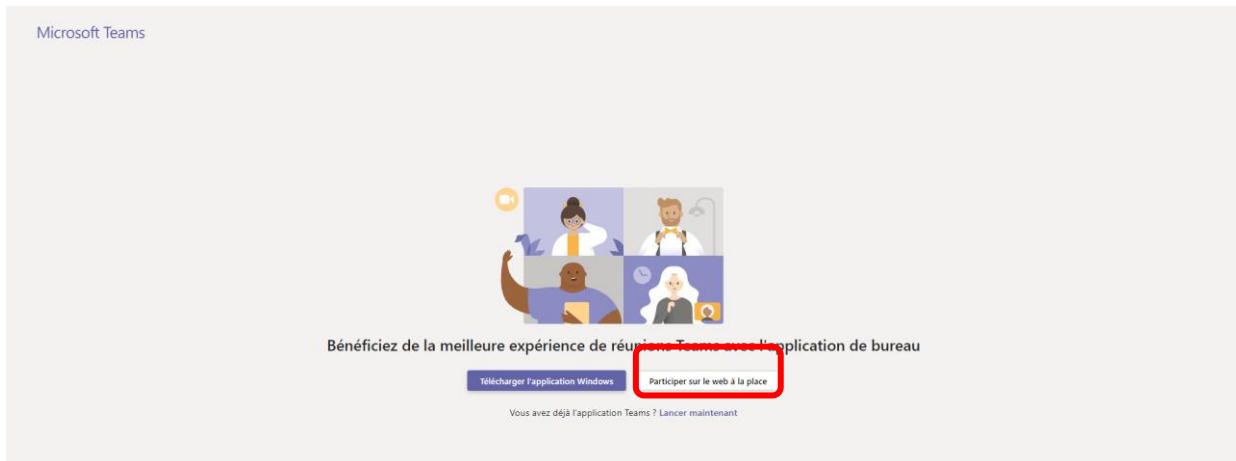 Microsoft Teams
Bénéficiez de la meilleure expérience de réunions Teams avec l'application de bureau
Télécharger l'application Windows
Participer sur le web à la place
Vous avez déjà l'application Teams ? Lancer maintenant